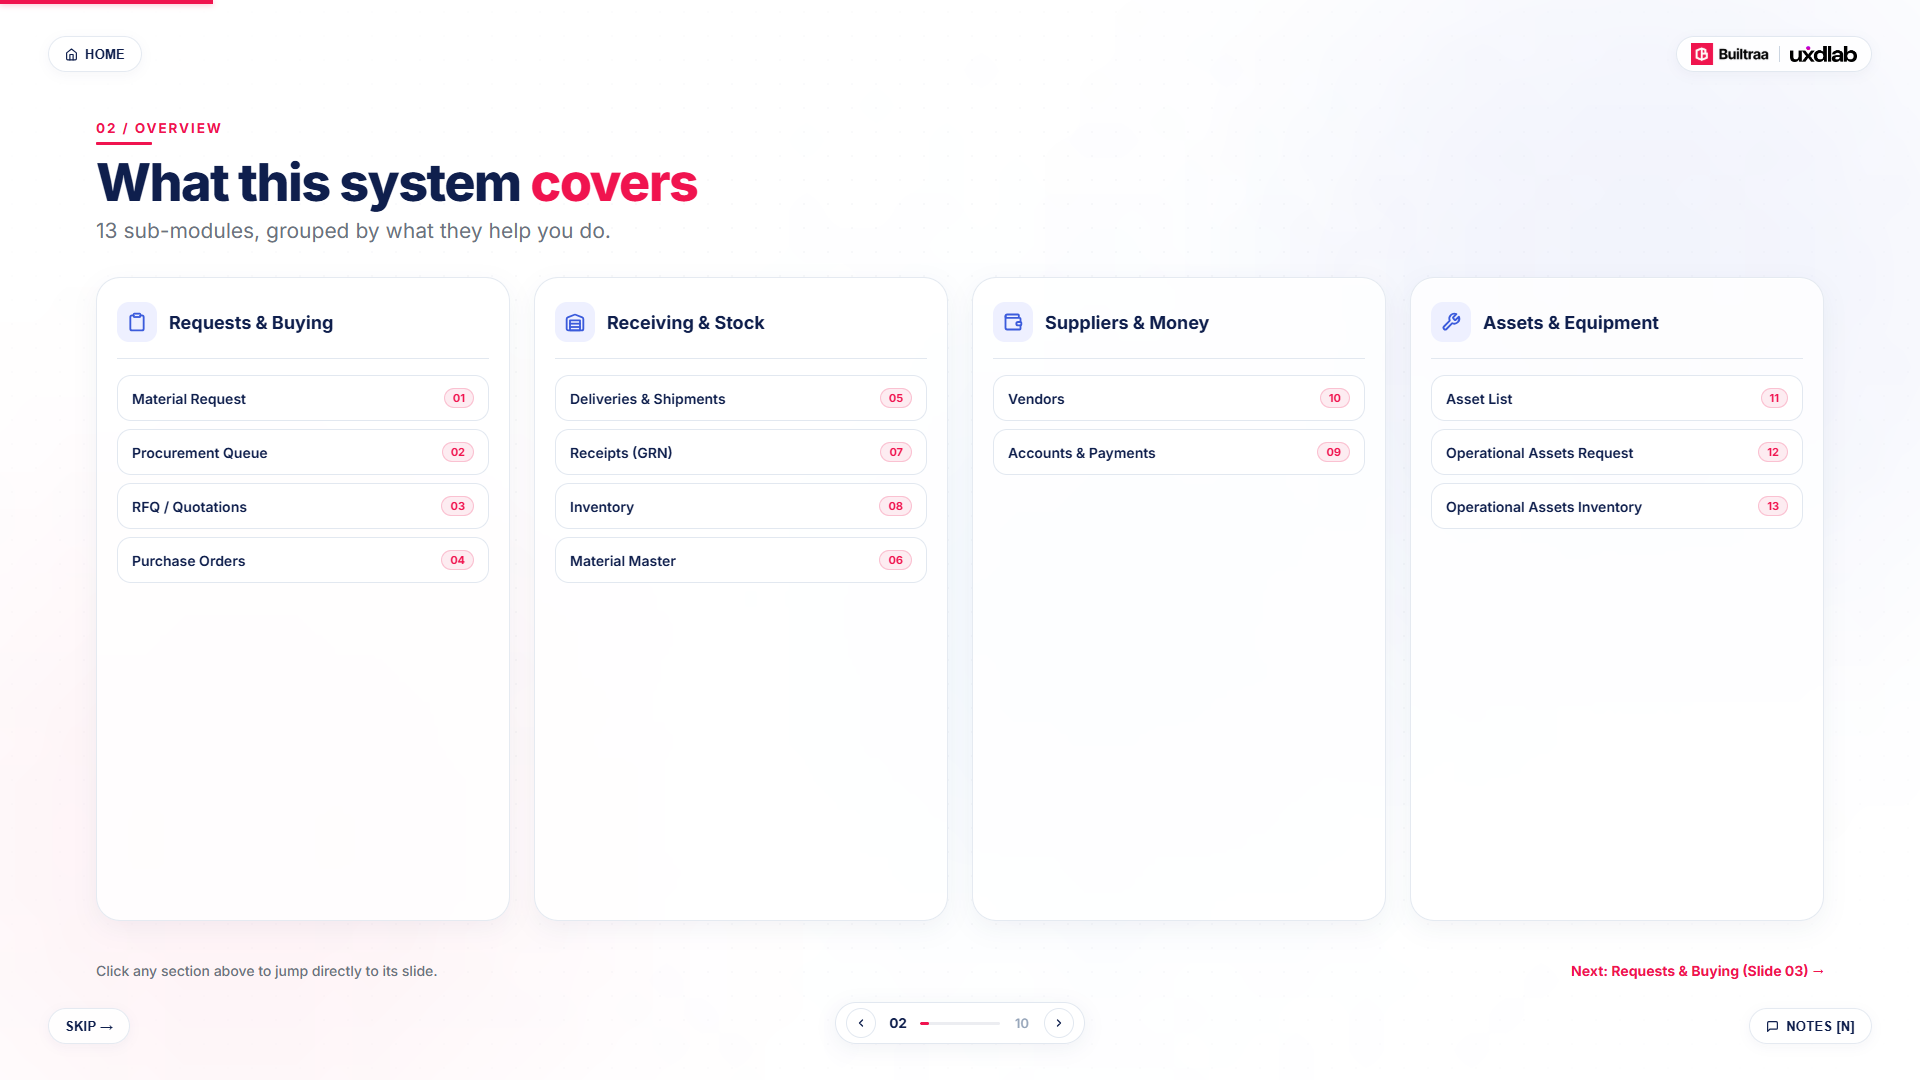 HOME
Builtraa
uxdlab
02 / OVERVIEW
What this system covers
13 sub-modules, grouped by what they help you do.
Requests & Buying
Material Request 01
Procurement Queue 02
RFQ / Quotations 03
Purchase Orders 04
Receiving & Stock
Deliveries & Shipments 05
Receipts (GRN) 07
Inventory 08
Material Master 06
Suppliers & Money
Vendors 10
Accounts & Payments 09
Assets & Equipment
Asset List 11
Operational Assets Request 12
Operational Assets Inventory 13
Click any section above to jump directly to its slide.
Next: Requests & Buying (Slide 03) →
SKIP →
02 10
NOTES [N]